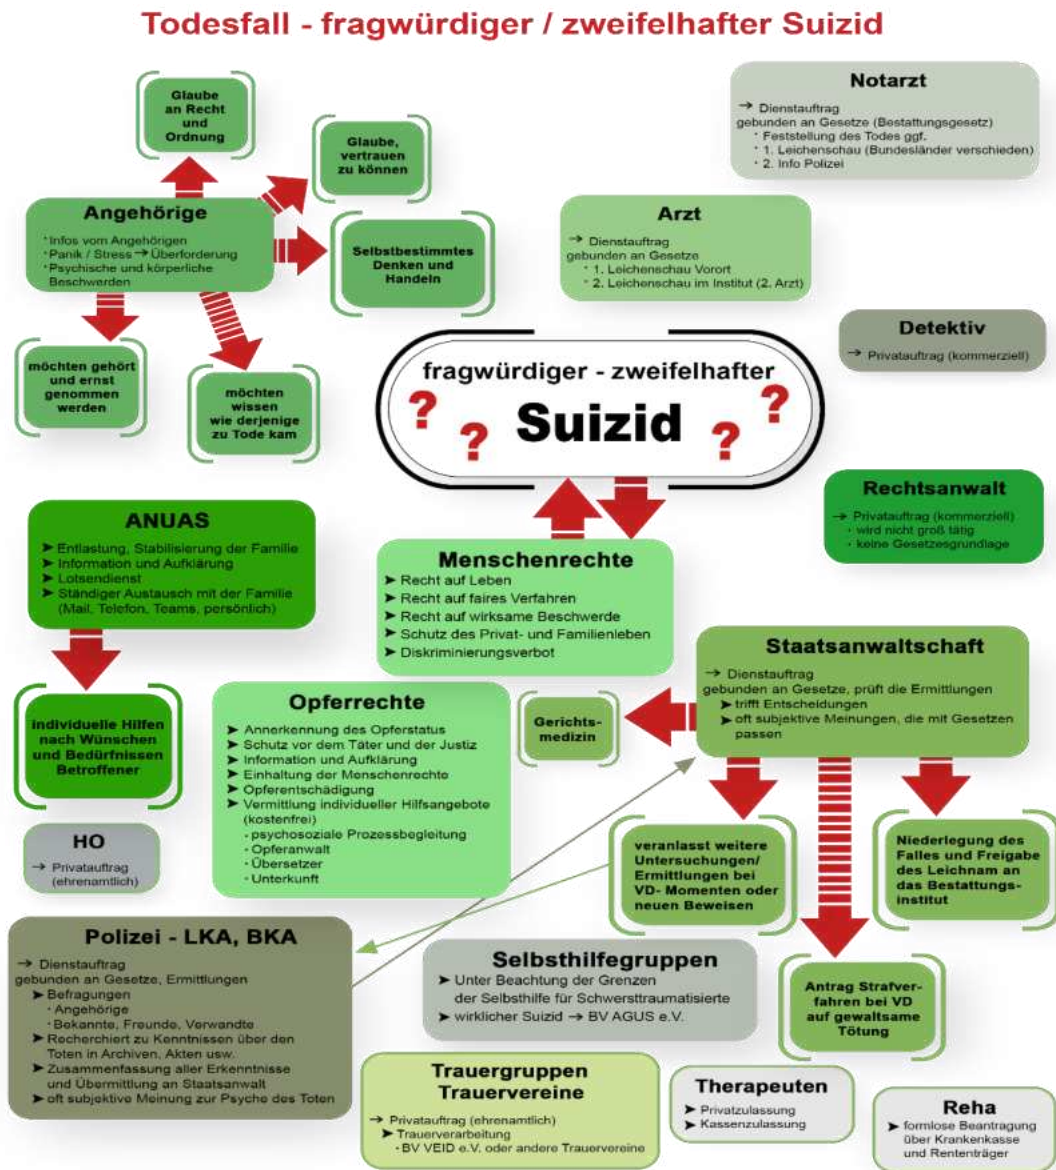 Todesfall - fragwürdiger / zweifelhafter Suizid
Glaube
an Recht
und
Ordnung
Glaube,
vertrauen
zu können
Angehörige
· Infos vom Angehörigen
· Panik / Stress → Überforderung
· Psychische und körperliche
Beschwerden
Selbstbestimmtes
Denken und
Handeln
möchten gehört
und ernst
genommen
werden
möchten
wissen
wie derjenige
zu Tode kam
Notarzt
→ Dienstauftrag
gebunden an Gesetze (Bestattungsgesetz)
· Feststellung des Todes ggf.
· 1. Leichenschau (Bundesländer verschieden)
· 2. Info Polizei
Arzt
→ Dienstauftrag
gebunden an Gesetze
· 1. Leichenschau Vorort
· 2. Leichenschau im Institut (2. Arzt)
Detektiv
→ Privatauftrag (kommerziell)
fragwürdiger - zweifelhafter
? ? Suizid ? ?
Rechtsanwalt
→ Privatauftrag (kommerziell)
· wird nicht groß tätig
· keine Gesetzesgrundlage
ANUAS
➤ Entlastung, Stabilisierung der Familie
➤ Information und Aufklärung
➤ Lotsendienst
➤ Ständiger Austausch mit der Familie
(Mail, Telefon, Teams, persönlich)
individuelle Hilfen
nach Wünschen
und Bedürfnissen
Betroffener
Menschenrechte
➤ Recht auf Leben
➤ Recht auf faires Verfahren
➤ Recht auf wirksame Beschwerde
➤ Schutz des Privat- und Familienleben
➤ Diskriminierungsverbot
Staatsanwaltschaft
→ Dienstauftrag
gebunden an Gesetze, prüft die Ermittlungen
➤ trifft Entscheidungen
➤ oft subjektive Meinungen, die mit Gesetzen
passen
Gerichts-
medizin
Opferrechte
➤ Annerkennung des Opferstatus
➤ Schutz vor dem Täter und der Justiz
➤ Information und Aufklärung
➤ Einhaltung der Menschenrechte
➤ Opferentschädigung
➤ Vermittlung individueller Hilfsangebote
(kostenfrei)
· psychosoziale Prozessbegleitung
· Opferanwalt
· Übersetzer
· Unterkunft
HO
→ Privatauftrag
(ehrenamtlich)
veranlasst weitere
Untersuchungen/
Ermittlungen bei
VD- Momenten oder
neuen Beweisen
Niederlegung des
Falles und Freigabe
des Leichnam an
das Bestattungs-
institut
Antrag Strafver-
fahren bei VD
auf gewaltsame
Tötung
Polizei - LKA, BKA
→ Dienstauftrag
gebunden an Gesetze, Ermittlungen
➤ Befragungen
· Angehörige
· Bekannte, Freunde, Verwandte
➤ Recherchiert zu Kenntnissen über den
Toten in Archiven, Akten usw.
➤ Zusammenfassung aller Erkenntnisse
und Übermittlung an Staatsanwalt
➤ oft subjektive Meinung zur Psyche des Toten
Selbsthilfegruppen
➤ Unter Beachtung der Grenzen
der Selbsthilfe für Schwersttraumatisierte
➤ wirklicher Suizid → BV AGUS e.V.
Trauergruppen
Trauervereine
→ Privatauftrag (ehrenamtlich)
➤ Trauerverarbeitung
· BV VEID e.V. oder andere Trauervereine
Therapeuten
➤ Privatzulassung
➤ Kassenzulassung
Reha
➤ formlose Beantragung
über Krankenkasse
und Rententräger